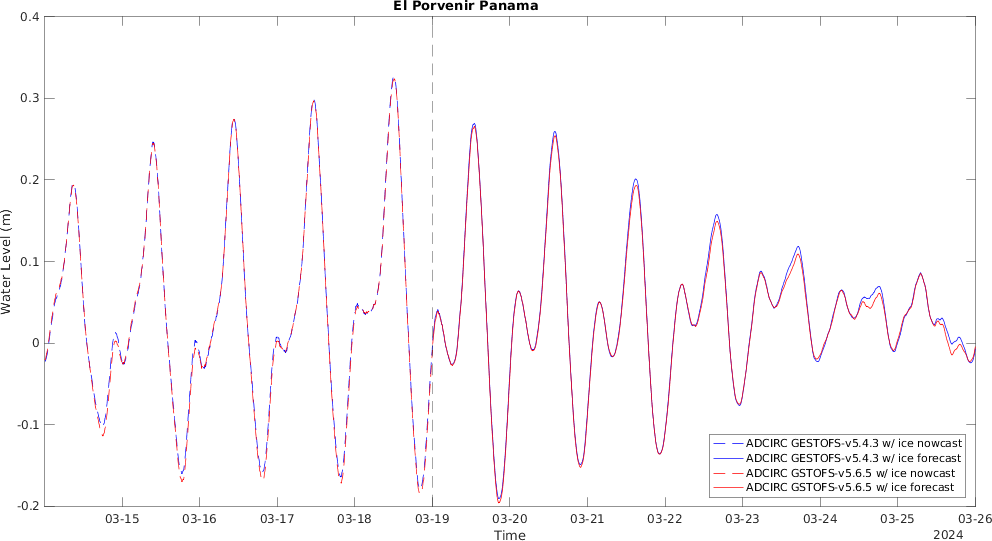 El Porvenir Panama
0.4
0.3
0.2
0.1
0
-0.1
-0.2
Water Level (m)
ADCIRC GESTOFS-v5.4.3 w/ ice nowcast
ADCIRC GESTOFS-v5.4.3 w/ ice forecast
ADCIRC GSTOFS-v5.6.5 w/ ice nowcast
ADCIRC GSTOFS-v5.6.5 w/ ice forecast
03-15 03-16 03-17 03-18 03-19 03-20 03-21 03-22 03-23 03-24 03-25 03-26
Time
2024